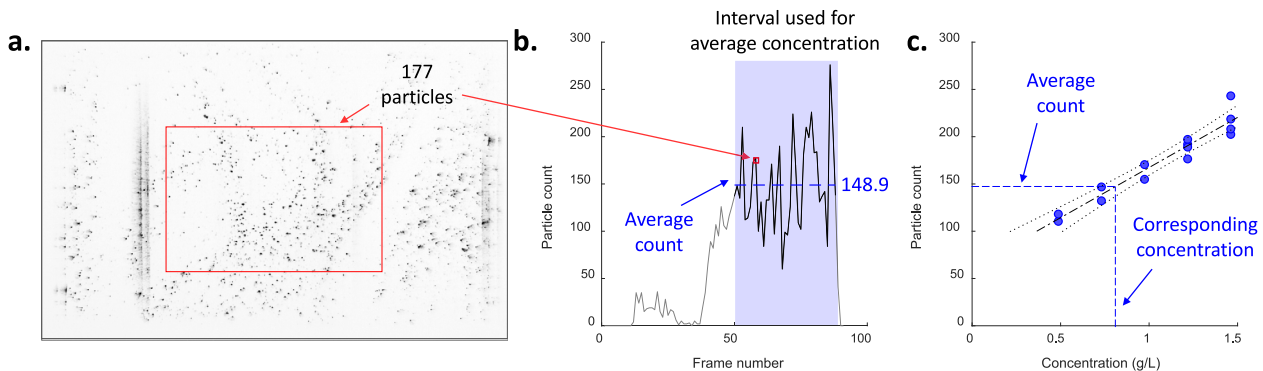 a.
177
particles
b.
Interval used for
average concentration
300
250
200
150
100
50
0
Particle count
0
50
100
Frame number
148.9
Average
count
c.
300
250
200
150
100
50
0
Particle count
0
0.5
1
1.5
Concentration (g/L)
Average
count
Corresponding
concentration